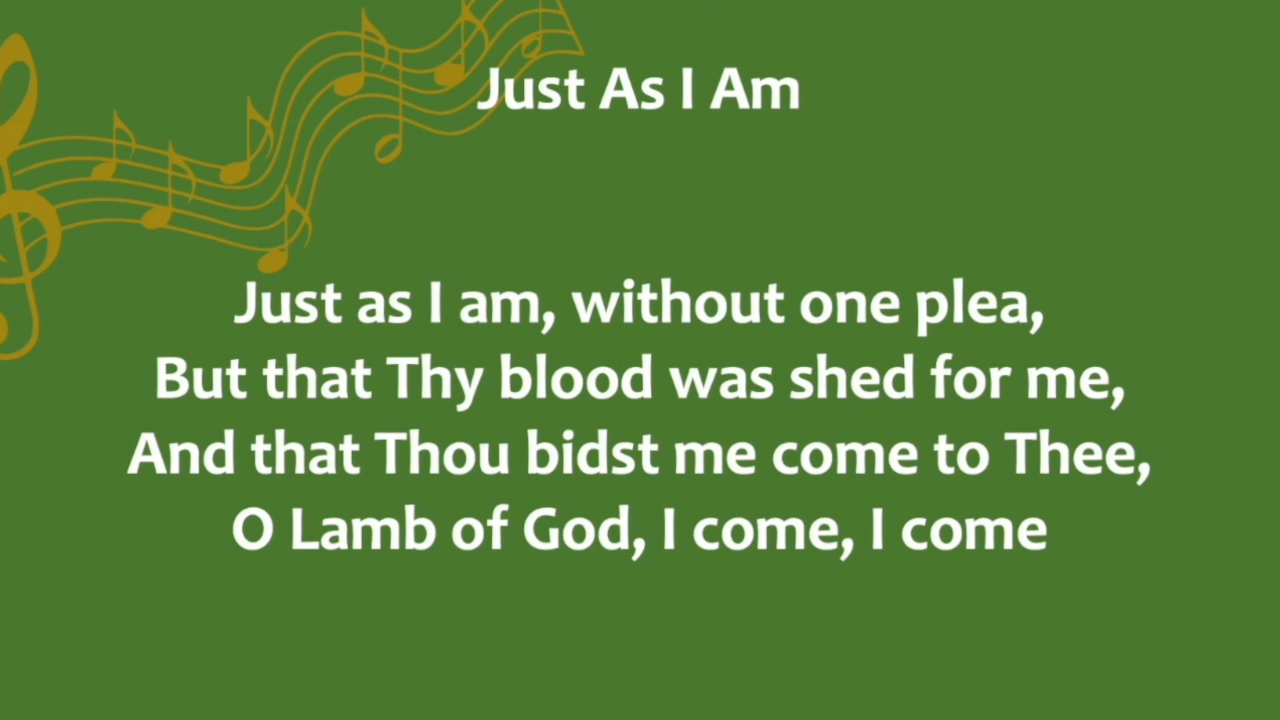 Just As I Am
Just as I am, without one plea,
But that Thy blood was shed for me,
And that Thou bidst me come to Thee,
O Lamb of God, I come, I come